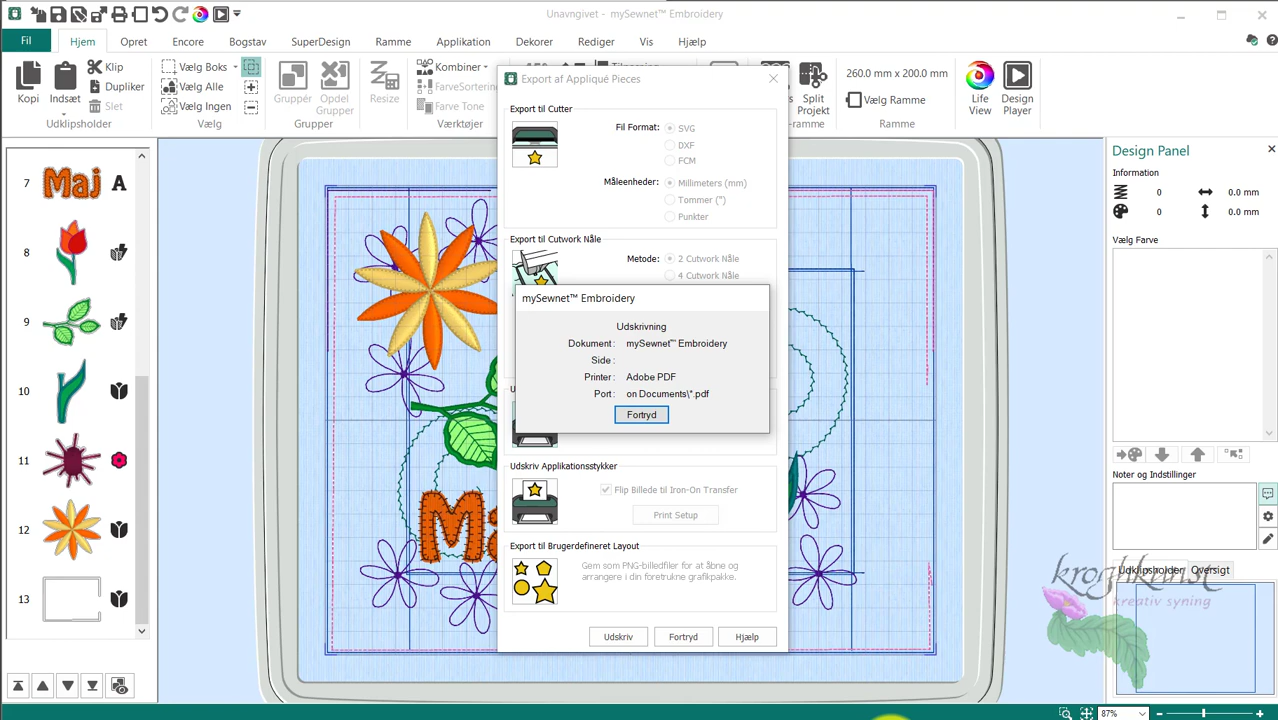 Unavngivet - mySewnet™ Embroidery
Fil
Hjem
Opret
Encore
Bogstav
SuperDesign
Ramme
Applikation
Dekorer
Rediger
Vis
Hjælp
Kopi
Indsæt
Klip
Dupliker
Slet
Udklipsholder
Vælg Boks
Vælg Alle
Vælg Ingen
Vælg
Gruppér
Opdel
Grupper
Grupper
Resize
Kombiner
FarveSortering
Farve Tone
Værktøjer
Split
Projekt
260.0 mm x 200.0 mm
Vælg Ramme
Ramme
Life
View
Design
Player
7
Maj
A
8
9
10
11
12
13
Export af Appliqué Pieces
Export til Cutter
Fil Format:
SVG
DXF
FCM
Måleenheder:
Millimeters (mm)
Tommer (")
Punkter
Export til Cutwork Nåle
Metode:
2 Cutwork Nåle
4 Cutwork Nåle
mySewnet™ Embroidery
Udskrivning
Dokument : mySewnet™ Embroidery
Side :
Printer : Adobe PDF
Port : on Documents\*.pdf
Fortryd
Udskriv Applikationsstykker
Flip Billede til Iron-On Transfer
Print Setup
Export til Brugerdefineret Layout
Gem som PNG-billedfiler for at åbne og
arrangere i din foretrukne grafikpakke.
Udskriv
Fortryd
Hjælp
Design Panel
Information
0
0.0 mm
0
0.0 mm
Vælg Farve
Noter og Indstillinger
Udklipsholder
Oversigt
kroghkunst
kreativ syning
87%